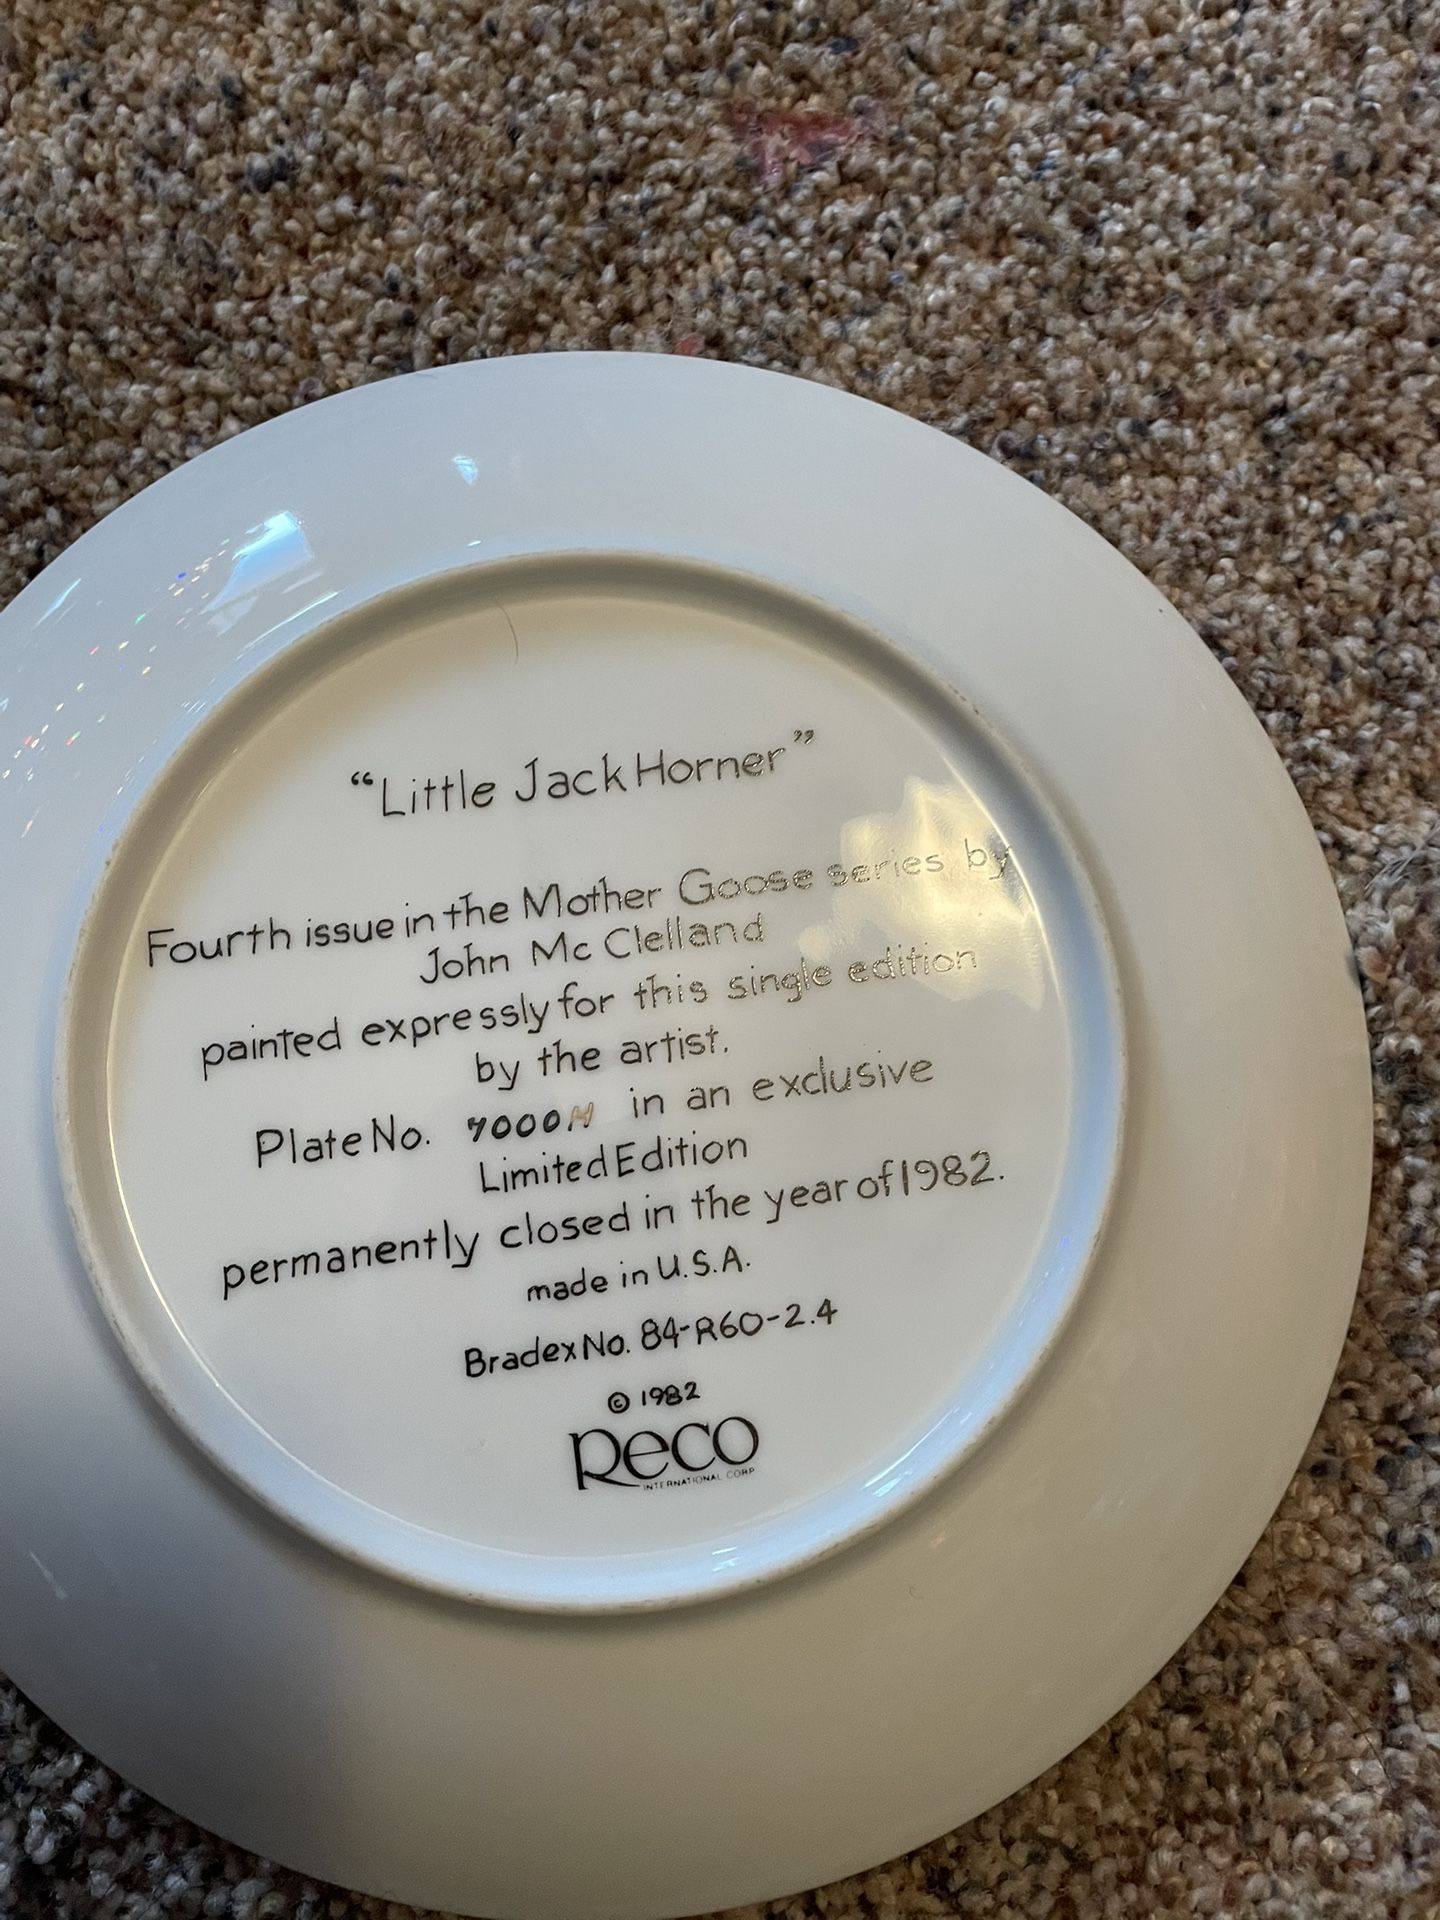 “Little Jack Horner”
Fourth issue in the Mother Goose series by
John Mc Clelland
painted expressly for this single edition
by the artist.
Plate No. 7000H in an exclusive
Limited Edition
permanently closed in the year of 1982.
made in U.S.A.
Bradex No. 84-R60-2.4
© 1982
Reco
INTERNATIONAL CORP